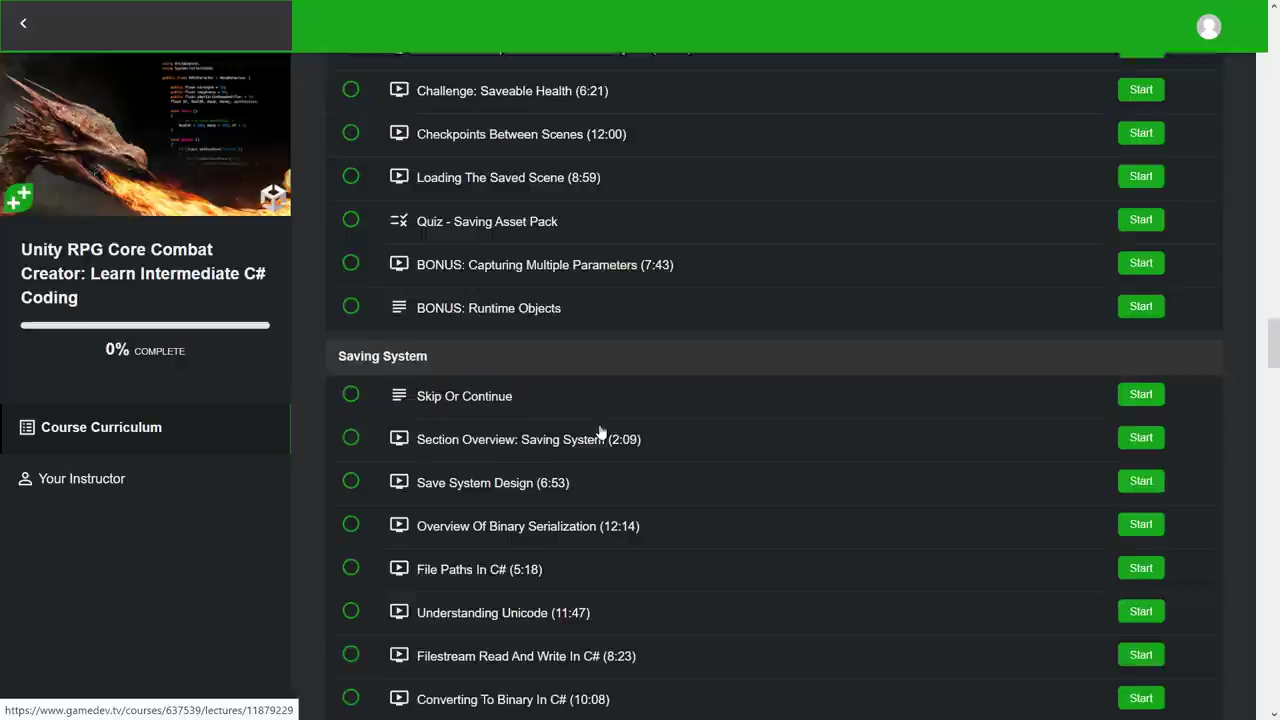 Challenge: Saveable Health (6:21)
Start
Checkpoints Between Scenes (12:00)
Start
Loading The Saved Scene (8:59)
Start
Quiz - Saving Asset Pack
Start
BONUS: Capturing Multiple Parameters (7:43)
Start
BONUS: Runtime Objects
Start
Unity RPG Core Combat
Creator: Learn Intermediate C#
Coding
0% COMPLETE
Course Curriculum
Your Instructor
Saving System
Skip Or Continue
Start
Section Overview: Saving System (2:09)
Start
Save System Design (6:53)
Start
Overview Of Binary Serialization (12:14)
Start
File Paths In C# (5:18)
Start
Understanding Unicode (11:47)
Start
Filestream Read And Write In C# (8:23)
Start
Converting To Binary In C# (10:08)
Start
https://www.gamedev.tv/courses/637539/lectures/11879229